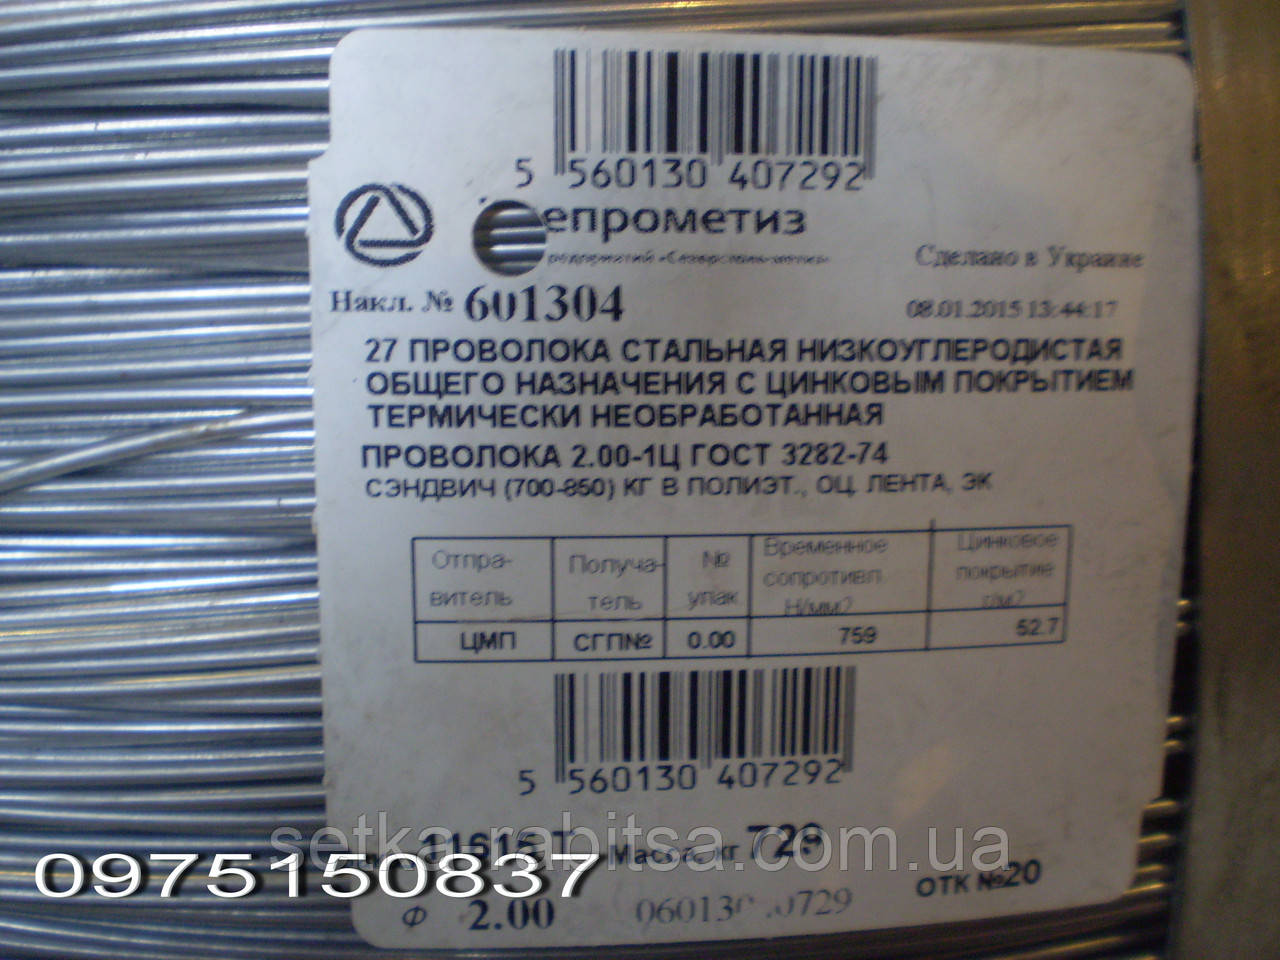 5 560130 407292
епрометиз
Сделано в Украине
Накл. № 601304
08.01.2015 13:44:17
27 ПРОВОЛОКА СТАЛЬНАЯ НИЗКОУГЛЕРОДИСТАЯ
ОБЩЕГО НАЗНАЧЕНИЯ С ЦИНКОВЫМ ПОКРЫТИЕМ
ТЕРМИЧЕСКИ НЕОБРАБОТАННАЯ
ПРОВОЛОКА 2.00-1Ц ГОСТ 3282-74
СЭНДВИЧ (700-850) КГ В ПОЛИЭТ., ОЦ. ЛЕНТА, ЭК
Отпра-
витель
Получа-
тель
№
упак
Временное
сопротивл.
Н/мм2
Цинковое
покрытие
г/м2
ЦМП СГП№ 0.00 759 52.7
5 560130 407292
setka-rabitsa.com.ua
Масса, кг 729
0975150837
ОТК №20
Ф 2.00